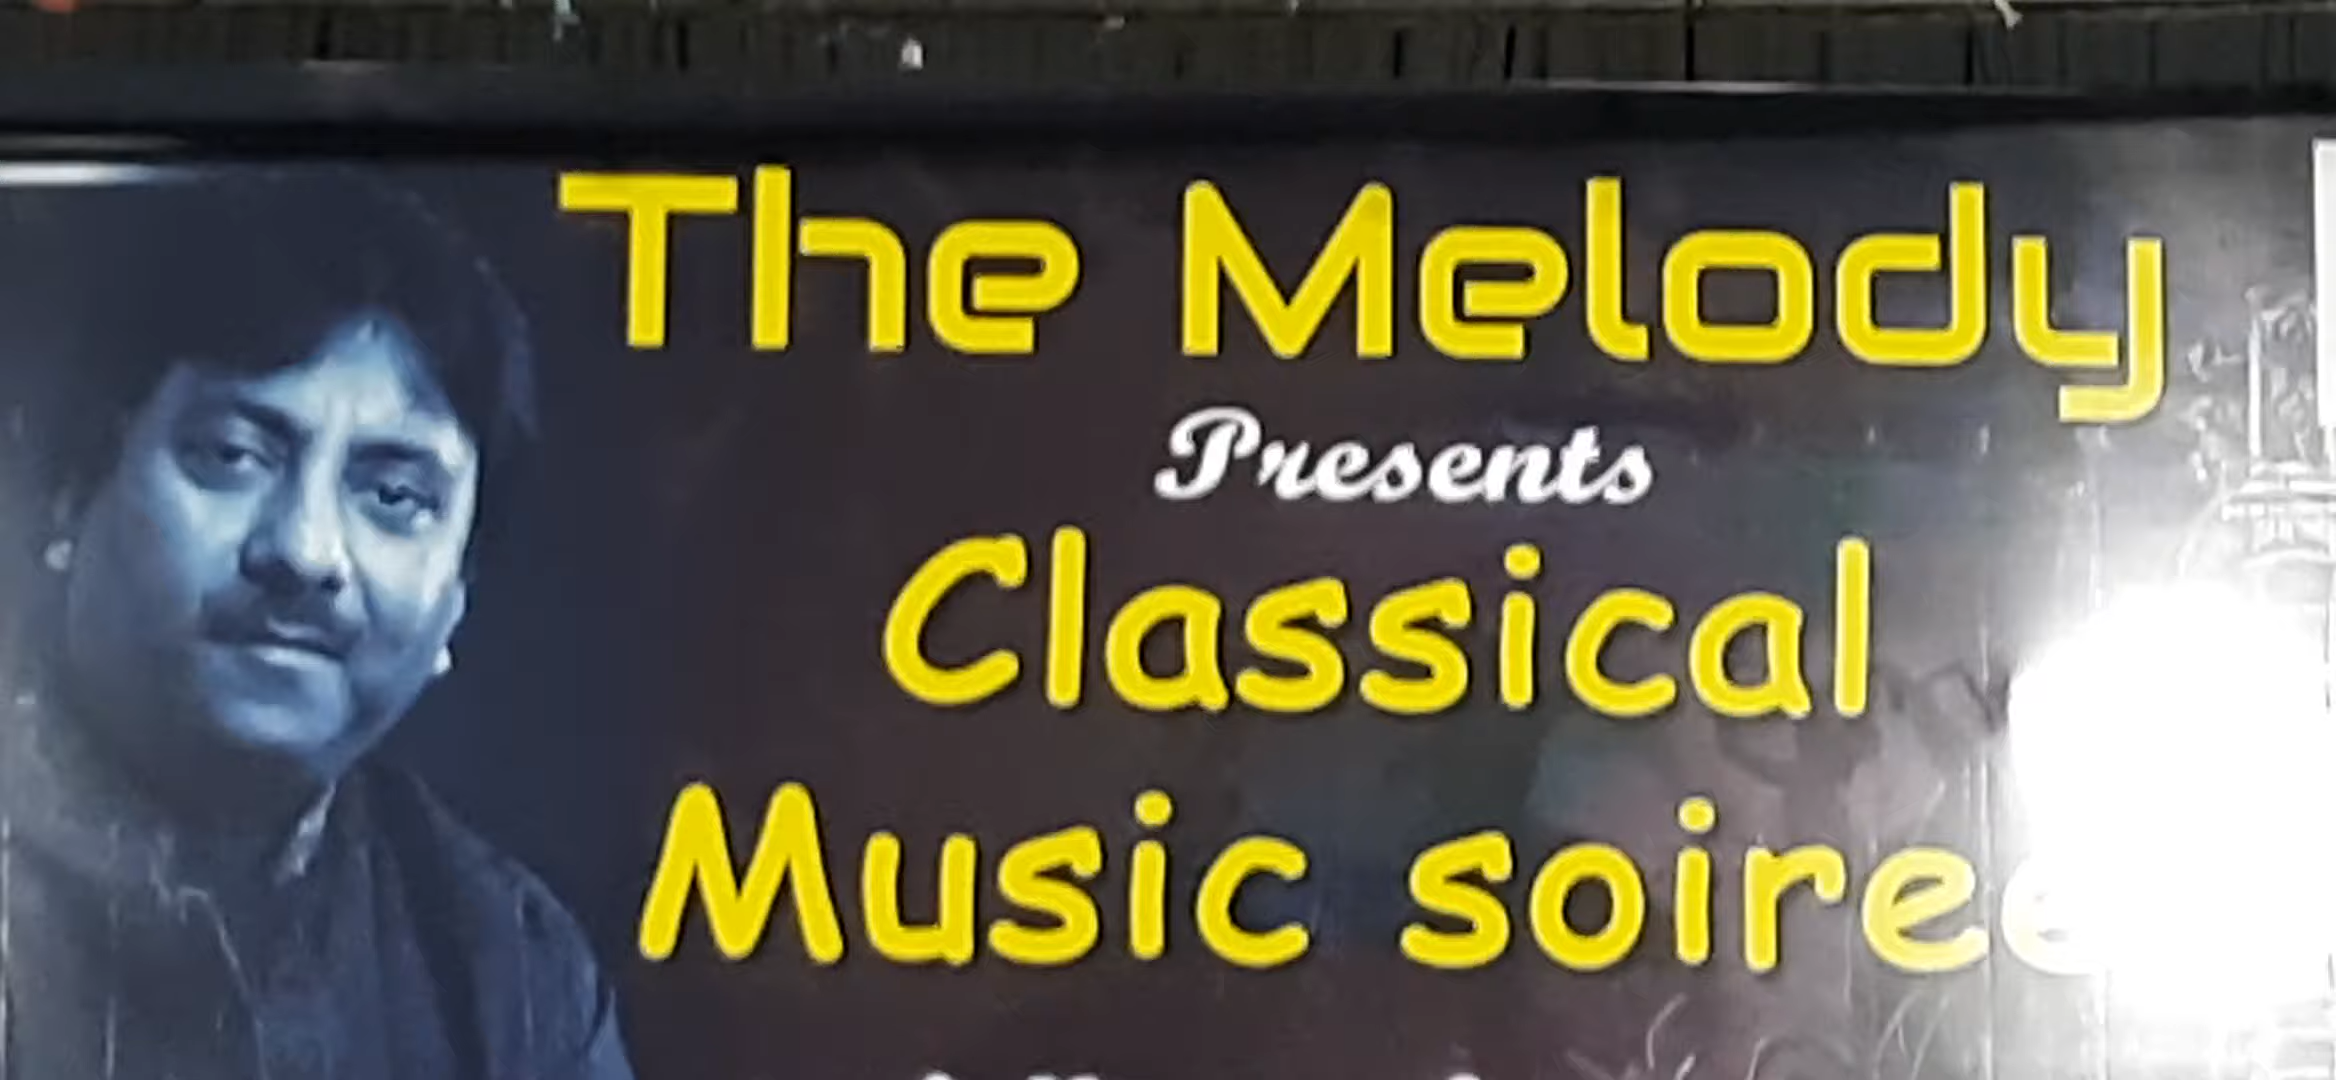 The Melody
Presents
Classical
Music soiree